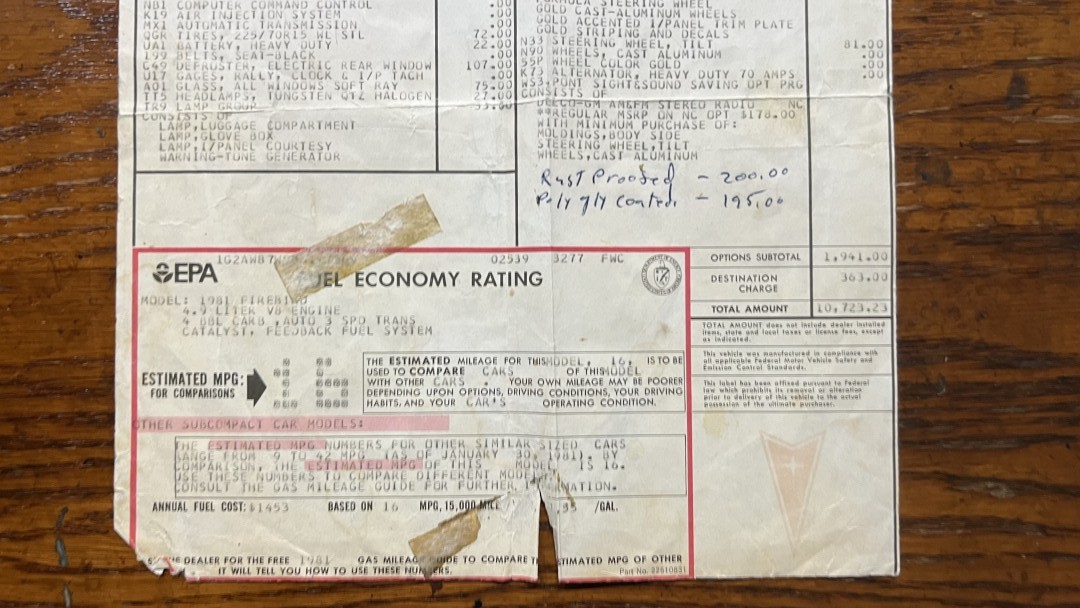 NB1 COMPUTER COMMAND CONTROL .00
K19 AIR INJECTION SYSTEM .00
MX1 AUTOMATIC TRANSMISSION .00
QGR TIRES, 225/70R15 WL STL 72.00
UA1 BATTERY, HEAVY DUTY 22.00
199 BELTS, SEAT-BLACK .00
C49 DEFROSTER, ELECTRIC REAR WINDOW 107.00
U17 GAGES, RALLY, CLOCK & I/P TACH .00
A01 GLASS, ALL WINDOWS SOFT RAY 75.00
TT5 HEADLAMPS, TUNGSTEN QTZ HALOGEN 27.00
TR9 LAMP GROUP
CONSISTS OF
LAMP,LUGGAGE COMPARTMENT
LAMP,GLOVE BOX
LAMP,I/PANEL COURTESY
WARNING-TONE GENERATOR
STEERING WHEEL
GOLD CAST-ALUMINUM WHEELS
GOLD ACCENTED I/PANEL TRIM PLATE
GOLD STRIPING AND DECALS
N33 STEERING WHEEL, TILT 81.00
N90 WHEELS, CAST ALUMINUM .00
55P WHEEL COLOR GOLD .00
K73 ALTERNATOR, HEAVY DUTY 70 AMPS .00
WS3,PONT SIGHT&SOUND SAVING OPT PRG
CONSISTS OF
DELCO-GM AM&FM STEREO RADIO NC
**REGULAR MSRP ON NC OPT $178.00
WITH MINIMUM PURCHASE OF:
MOLDINGS,BODY SIDE
STEERING WHEEL,TILT
WHEELS,CAST ALUMINUM
Rust Proofed - 200.00
- 195.00
OPTIONS SUBTOTAL 1,941.00
DESTINATION CHARGE 363.00
TOTAL AMOUNT 10,723.23
TOTAL AMOUNT does not include dealer installed
items, state and local taxes or license fees, except
as indicated.
This vehicle was manufactured in compliance with
all applicable Federal Motor Vehicle Safety and
Emission Control Standards.
This label has been affixed pursuant to Federal
law which prohibits its removal or alteration
prior to delivery of this vehicle to the actual
possession of the ultimate purchaser.
1G2AW87 02539 3277 FWC
EPA FUEL ECONOMY RATING
MODEL: 1981 FIREBIRD
4.9 LITER V8 ENGINE
4 BBL CARB ,AUTO 3 SPD TRANS
CATALYST, FEEDBACK FUEL SYSTEM
ESTIMATED MPG:
FOR COMPARISONS
16
THE ESTIMATED MILEAGE FOR THIS MODEL, 16, IS TO BE
USED TO COMPARE CARS OF THIS MODEL
WITH OTHER CARS . YOUR OWN MILEAGE MAY BE POORER
DEPENDING UPON OPTIONS, DRIVING CONDITIONS, YOUR DRIVING
HABITS, AND YOUR CAR'S OPERATING CONDITION.
OTHER SUBCOMPACT CAR MODELS:
THE ESTIMATED MPG NUMBERS FOR OTHER SIMILAR SIZED CARS
RANGE FROM 9 TO 42 MPG (AS OF JANUARY 30, 1981). BY
COMPARISON, THE ESTIMATED MPG OF THIS MODEL IS 16.
USE THESE NUMBERS TO COMPARE DIFFERENT MODELS.
CONSULT THE GAS MILEAGE GUIDE FOR FURTHER INFORMATION.
ANNUAL FUEL COST: $1453 BASED ON 16 MPG, 15,000 MILE .55 /GAL.
DEALER FOR THE FREE 1981 GAS MILEAGE GUIDE TO COMPARE ESTIMATED MPG OF OTHER
IT WILL TELL YOU HOW TO USE THESE NUMBERS.
Part No. 22510831